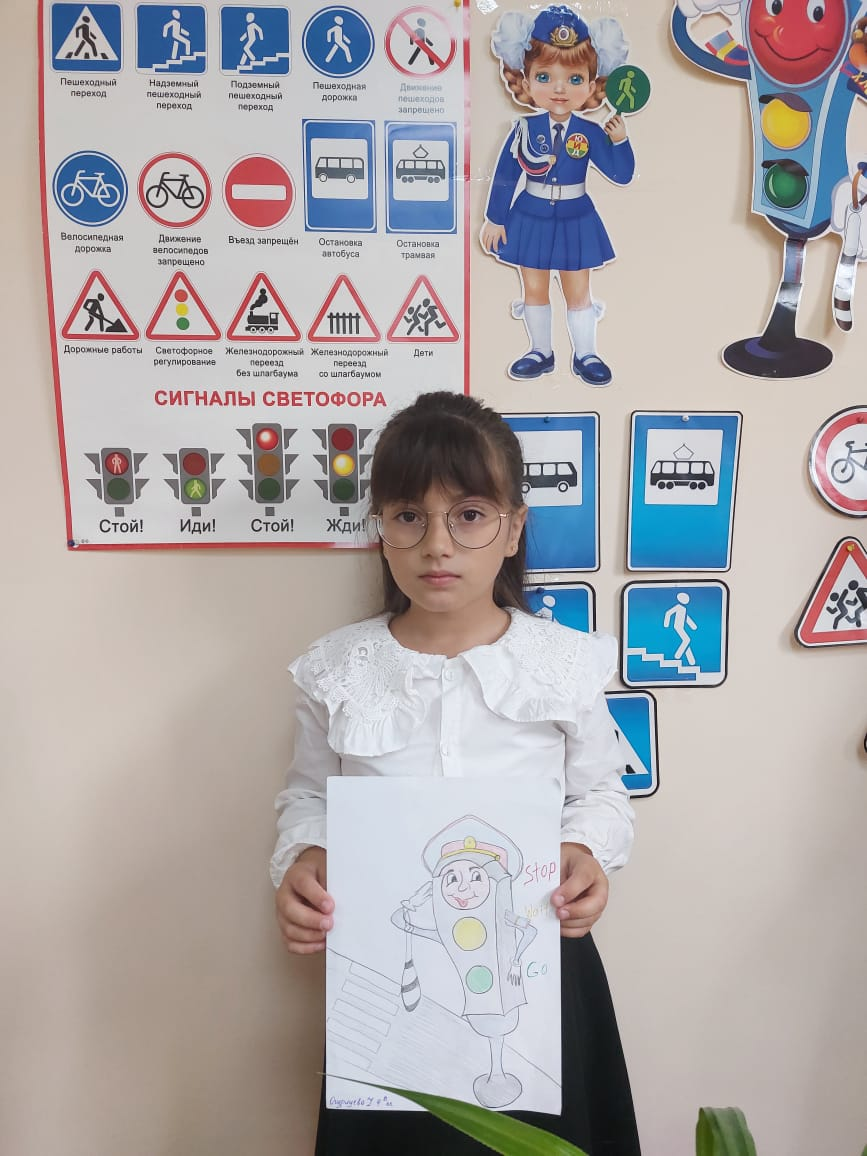 Пешеходный
переход
Надземный
пешеходный
переход
Подземный
пешеходный
переход
Пешеходная
дорожка
Движение
пешеходов
запрещено
Велосипедная
дорожка
Движение
велосипедов
запрещено
Въезд запрещён
Остановка
автобуса
Остановка
трамвая
Дорожные работы
Светофорное
регулирование
Железнодорожный
переезд
без шлагбаума
Железнодорожный
переезд
со шлагбаумом
Дети
СИГНАЛЫ СВЕТОФОРА
Стой!
Иди!
Стой!
Жди!
ЮИД
Stop
Wait
Go